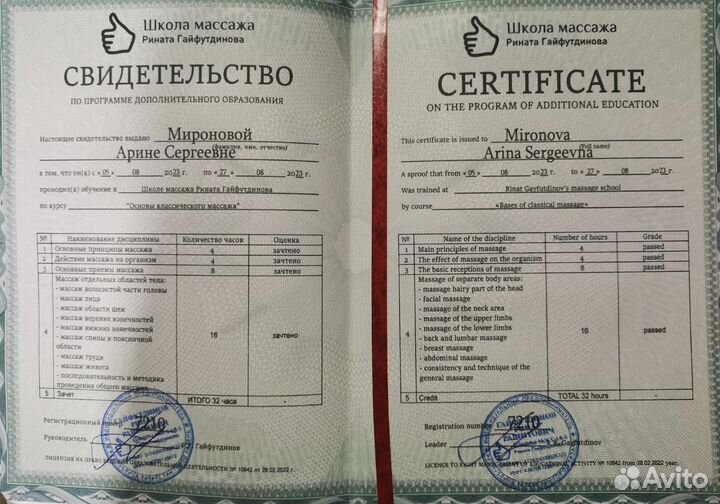 Школа массажа
Рината Гайфутдинова
СВИДЕТЕЛЬСТВО
ПО ПРОГРАММЕ ДОПОЛНИТЕЛЬНОГО ОБРАЗОВАНИЯ
Настоящее свидетельство выдано Мироновой
(фамилия, имя, отчество)
Арине Сергеевне
в том, что он(а) с «05» 08 2023 г. по «27» 08 2023 г.
проходил(а) обучение в Школе массажа Рината Гайфутдинова
по курсу "Основы классического массажа"
№ Наименование дисциплины Количество часов Оценка
1 Основные принципы массажа 4 зачтено
2 Действие массажа на организм 4 зачтено
3 Основные приемы массажа 8 зачтено
4 Массаж отдельных областей тела: 16 зачтено
- массаж волосистой части головы
- массаж лица
- массаж области шеи
- массаж верхних конечностей
- массаж нижних конечностей
- массаж спины и поясничной
области
- массаж груди
- массаж живота
- последовательность и методика
проведения общего массажа
5 Зачет ИТОГО 32 часа -
Регистрационный номер 7210
Руководитель Гайфутдинов
ЛИЦЕНЗИЯ НА ПРАВО ОБРАЗОВАТЕЛЬНОЙ ДЕЯТЕЛЬНОСТИ № 10842 от 28.02.2022 г.
Школа массажа
Рината Гайфутдинова
CERTIFICATE
ON THE PROGRAM OF ADDITIONAL EDUCATION
This certificate is issued to Mironova
(Full name)
Arina Sergeevna
A sproof that from «05» 08 2023 г. to «27» 08 2023 г.
Was trained at Rinat Gayfutdinov's massage school
by course «Bases of classical massage»
№ Name of the discipline Number of hours Grade
1 Main principles of massage 4 passed
2 The effect of massage on the organism 4 passed
3 The basic receptions of massage 8 passed
4 Massage of separate body areas: 16 passed
- massage hairy part of the head
- facial massage
- massage of the neck area
- massage of the upper limbs
- massage of the lower limbs
- back and lumbar massage
- breast massage
- abdominal massage
- consistency and technique of the
general massage
5 Credit TOTAL 32 hours -
Registration number 7210
Leader Gayfutdinov
№ 10842 from 28.02.2022 year.
Avito